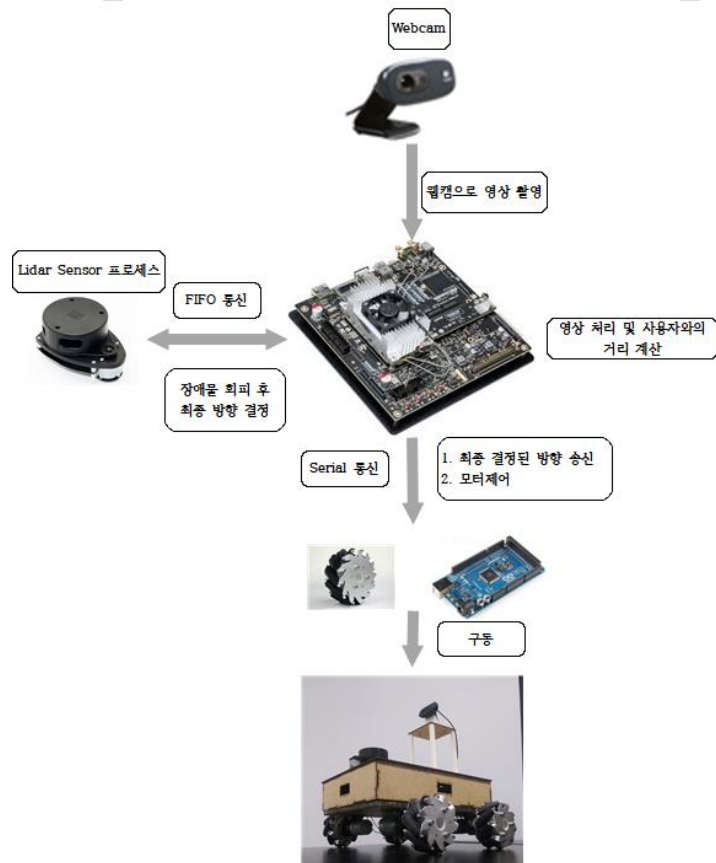 Webcam
웹캠으로 영상 촬영
Lidar Sensor 프로세스
FIFO 통신
영상 처리 및 사용자와의
거리 계산
장애물 회피 후
최종 방향 결정
Serial 통신
1. 최종 결정된 방향 송신
2. 모터제어
구동